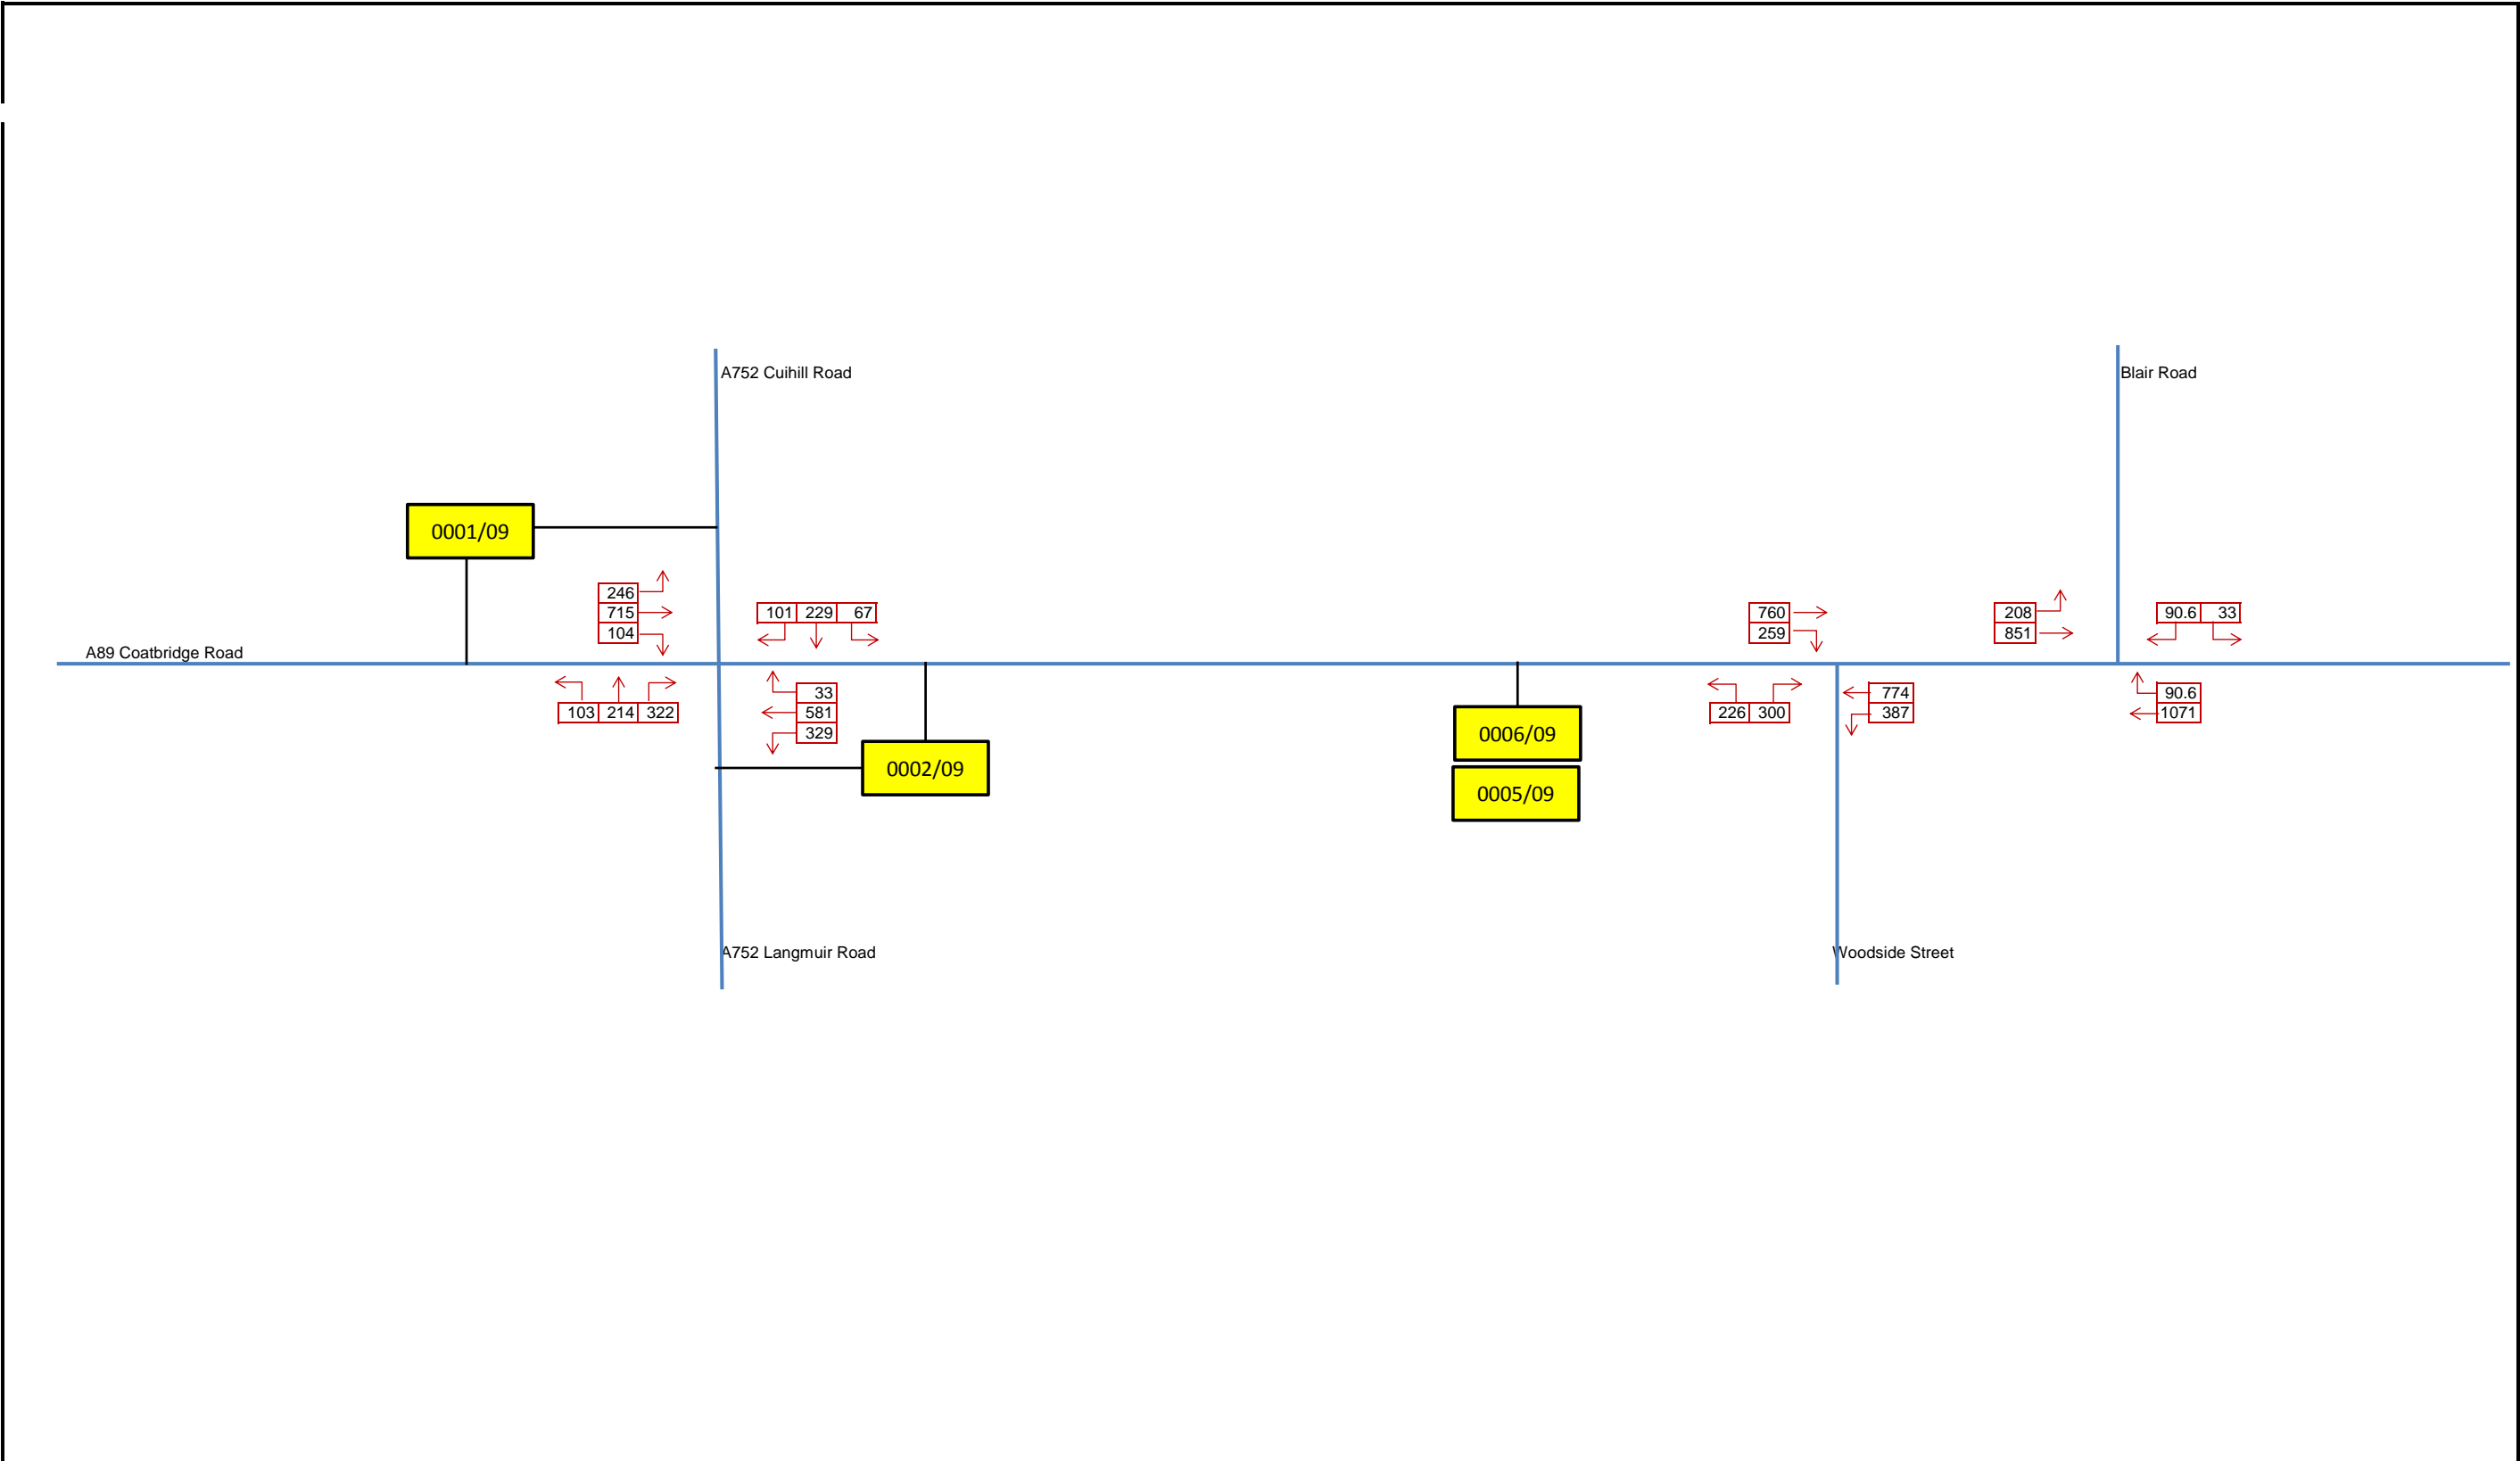 A752 Cuihill Road
Blair Road
0001/09
246
715
104
101 229 67
760
259
208
851
90.6 33
A89 Coatbridge Road
103 214 322
33
581
329
0002/09
0006/09
0005/09
226 300
774
387
90.6
1071
A752 Langmuir Road
Woodside Street